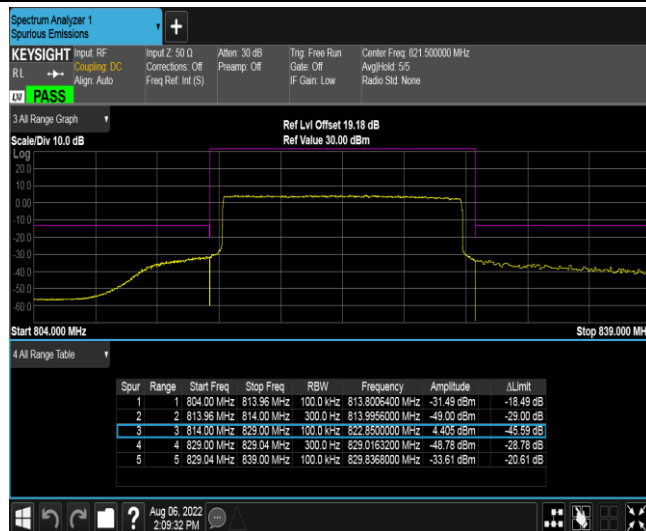 Spectrum Analyzer 1
Spurious Emissions
+
KEYSIGHT Input: RF Input Z: 50 Ω Atten: 30 dB Trig: Free Run Center Freq: 821.500000 MHz
RL Coupling: DC Corrections: Off Preamp: Off Gate: Off Avg|Hold: 5/5
Align: Auto Freq Ref: Int (S) IF Gain: Low Radio Std: None
LXI PASS
3 All Range Graph
Ref Lvl Offset 19.18 dB
Scale/Div 10.0 dB Ref Value 30.00 dBm
Log
20.0
10.0
0.00
-10.0
-20.0
-30.0
-40.0
-50.0
-60.0
Start 804.000 MHz Stop 839.000 MH
4 All Range Table
Spur Range Start Freq Stop Freq RBW Frequency Amplitude ΔLimit
1 1 804.00 MHz 813.96 MHz 100.0 kHz 813.8006400 MHz -31.49 dBm -18.49 dB
2 2 813.96 MHz 814.00 MHz 300.0 Hz 813.9956000 MHz -49.00 dBm -29.00 dB
3 3 814.00 MHz 829.00 MHz 100.0 kHz 822.8500000 MHz 4.405 dBm -45.59 dB
4 4 829.00 MHz 829.04 MHz 300.0 Hz 829.0163200 MHz -48.78 dBm -28.78 dB
5 5 829.04 MHz 839.00 MHz 100.0 kHz 829.8368000 MHz -33.61 dBm -20.61 dB
? Aug 06, 2022
2:09:32 PM